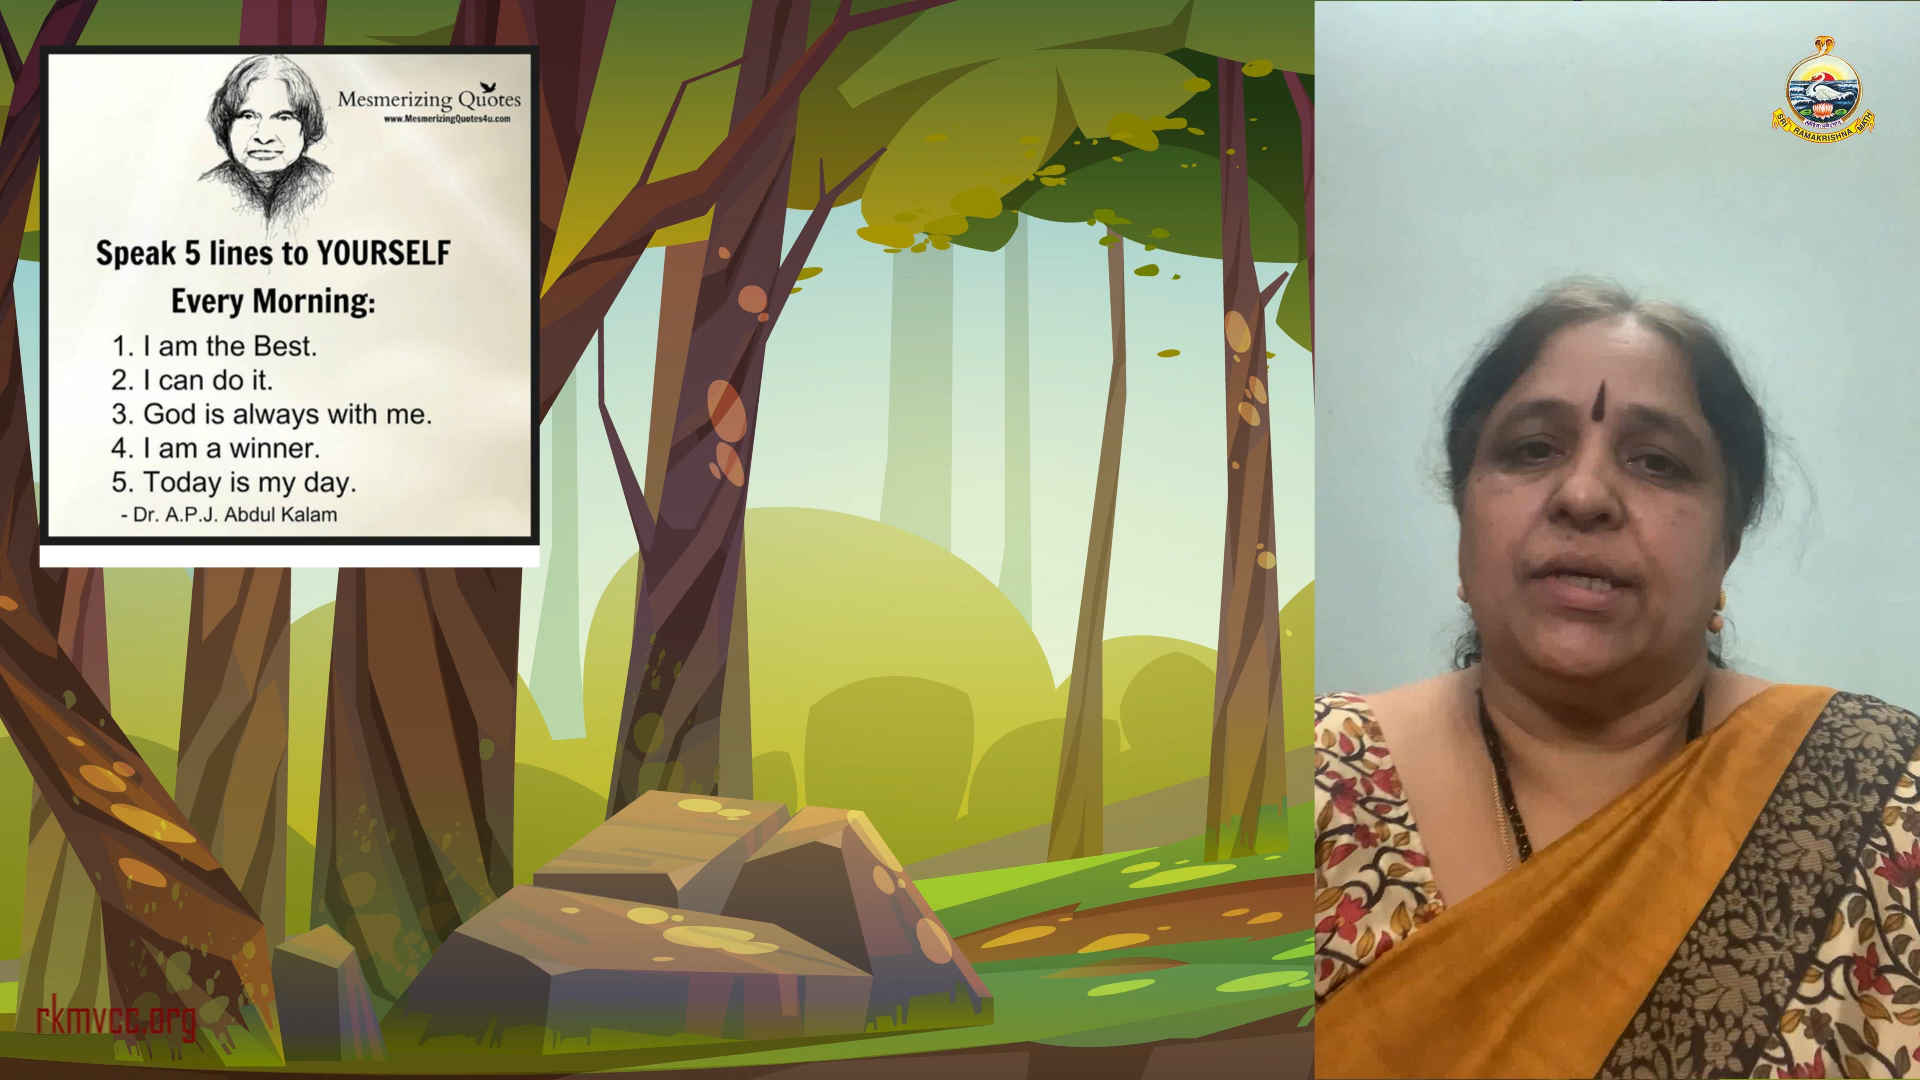 Mesmerizing Quotes
www.MesmerizingQuotes4u.com
Speak 5 lines to YOURSELF
Every Morning:
1. I am the Best.
2. I can do it.
3. God is always with me.
4. I am a winner.
5. Today is my day.
- Dr. A.P.J. Abdul Kalam
rkmvcc.org
SRI RAMAKRISHNA MATH